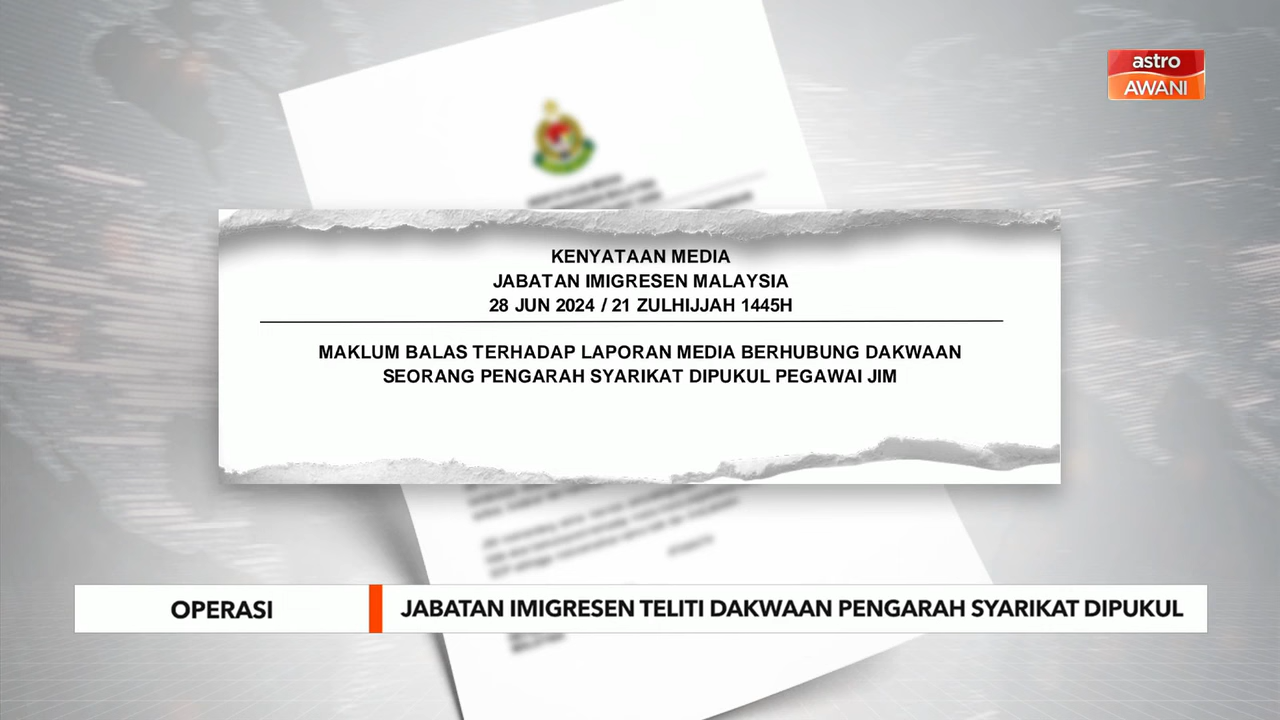 astro
AWANI
KENYATAAN MEDIA
JABATAN IMIGRESEN MALAYSIA
28 JUN 2024 / 21 ZULHIJJAH 1445H
MAKLUM BALAS TERHADAP LAPORAN MEDIA BERHUBUNG DAKWAAN
SEORANG PENGARAH SYARIKAT DIPUKUL PEGAWAI JIM
OPERASI
JABATAN IMIGRESEN TELITI DAKWAAN PENGARAH SYARIKAT DIPUKUL